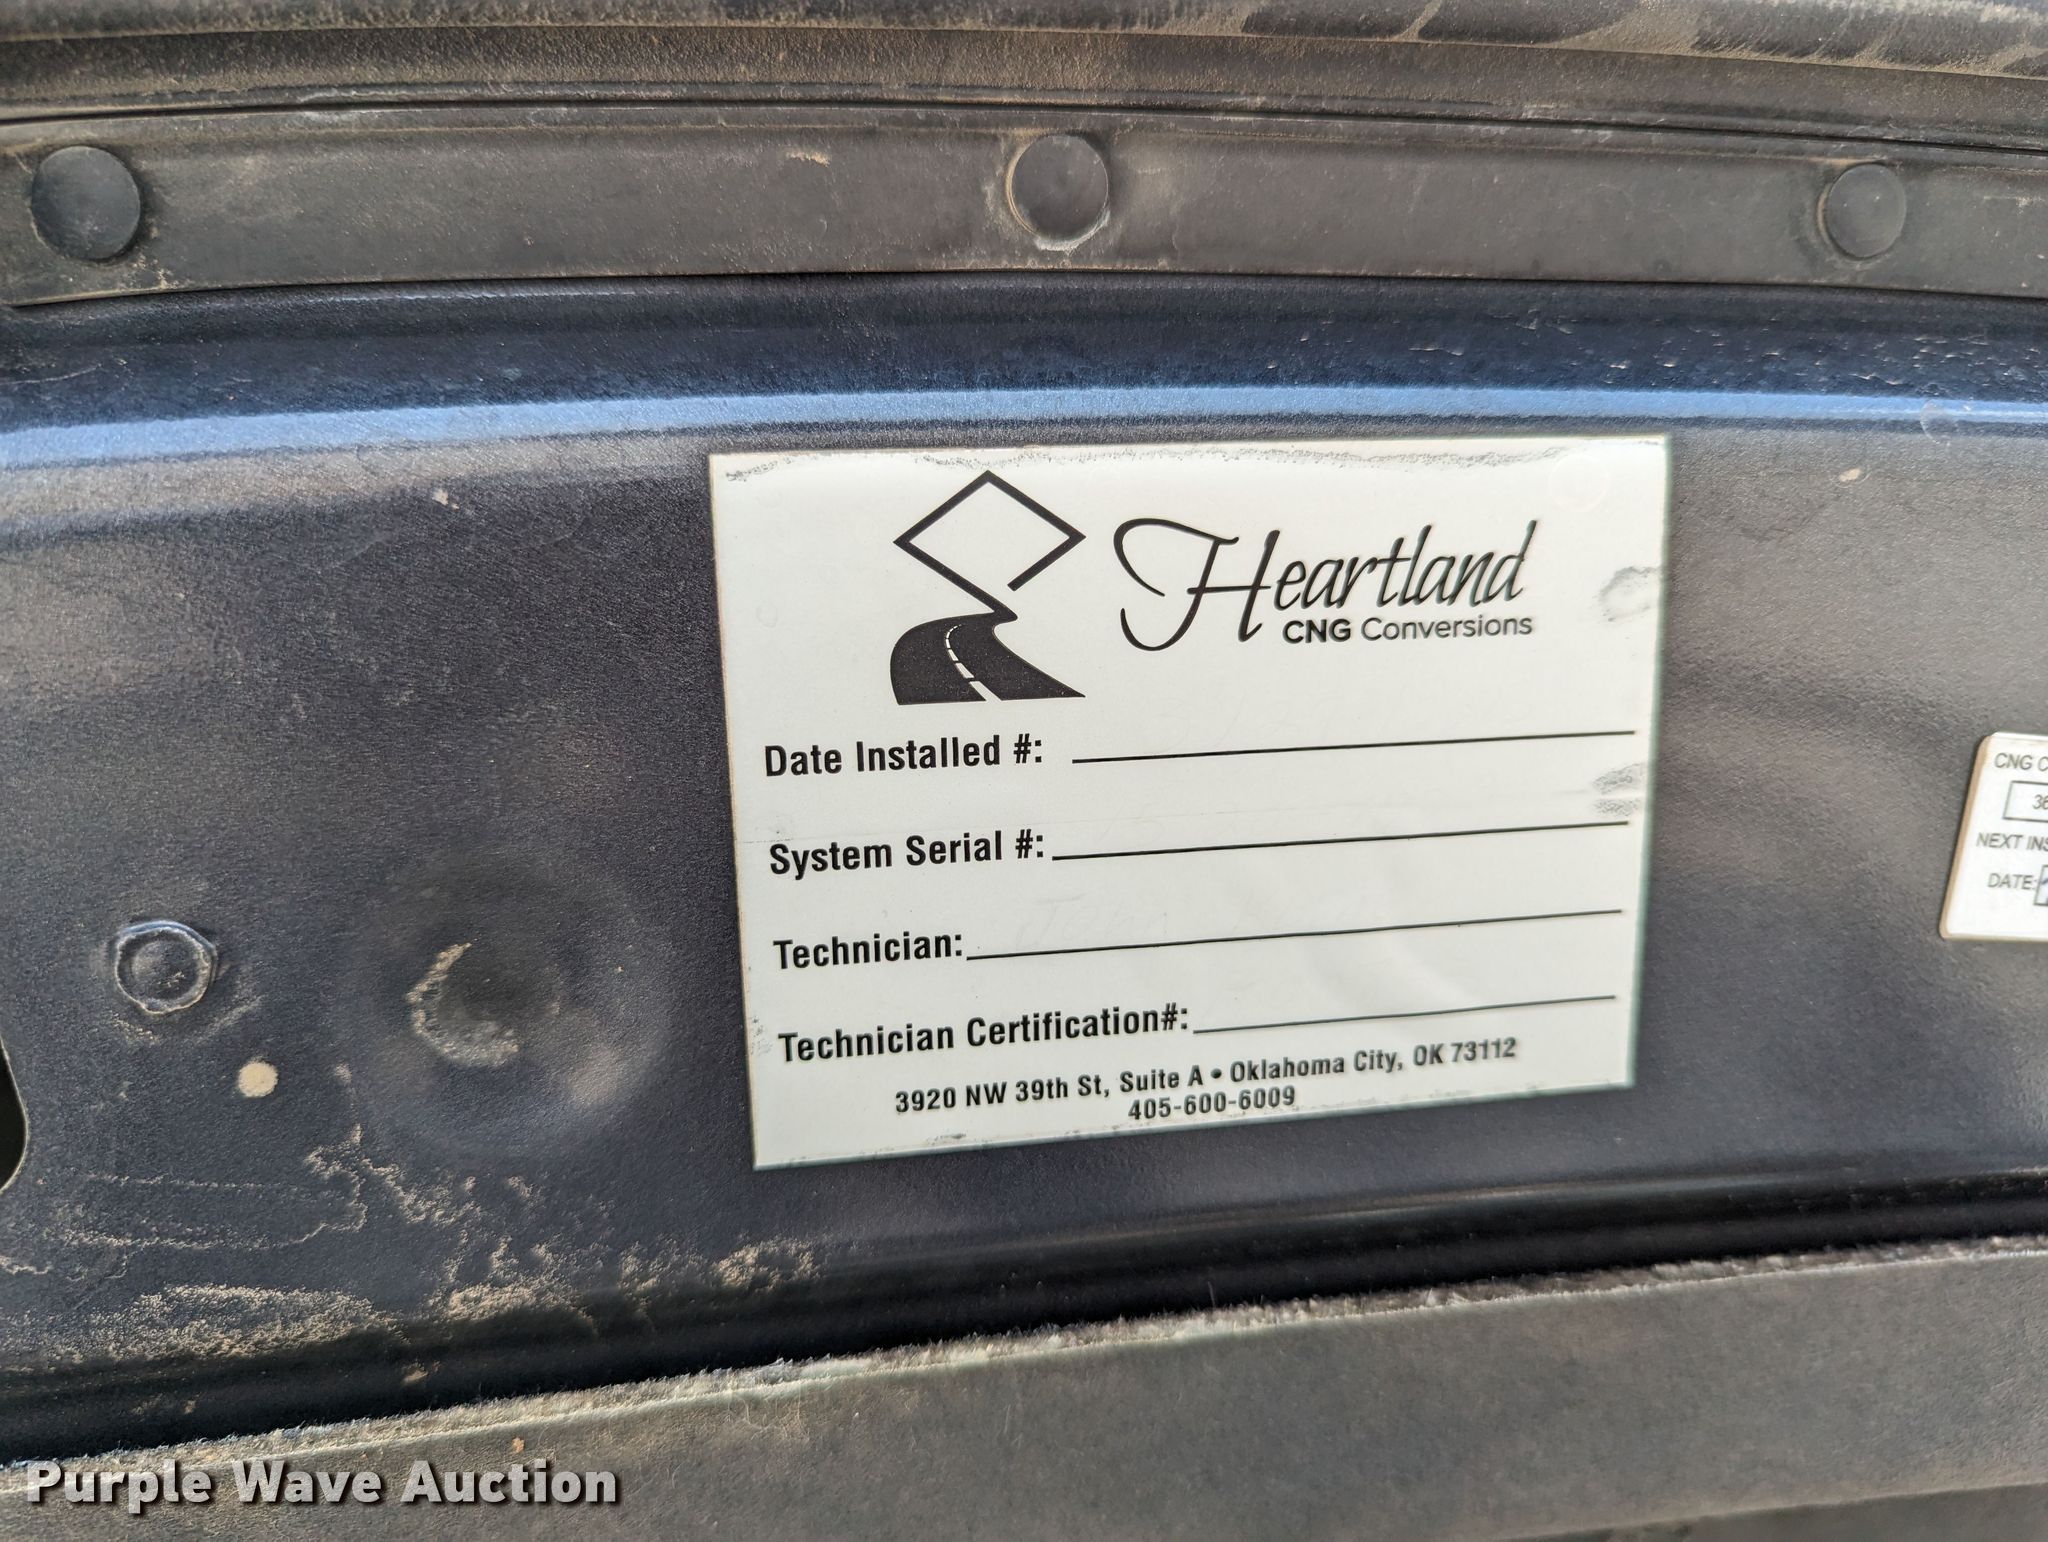 Heartland
CNG Conversions
Date Installed #:
System Serial #:
Technician:
Technician Certification#:
3920 NW 39th St, Suite A • Oklahoma City, OK 73112
405-600-6009
CNG C
36
NEXT INS
DATE:
Purple Wave Auction